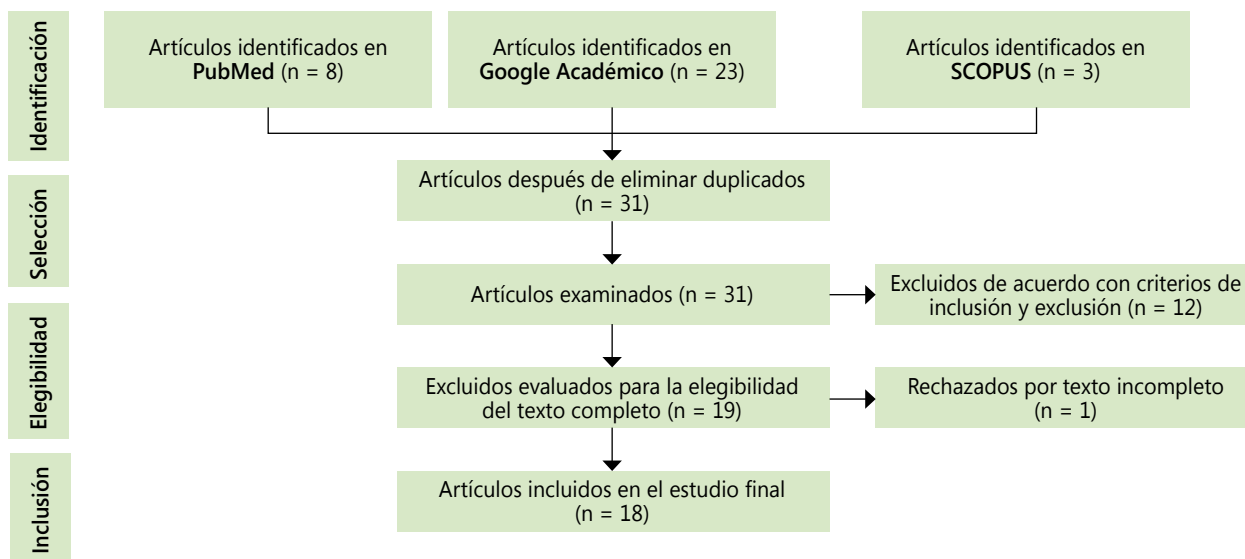 Identificación
Artículos identificados en
PubMed (n = 8)
Artículos identificados en
Google Académico (n = 23)
Artículos identificados en
SCOPUS (n = 3)
Selección
Artículos después de eliminar duplicados
(n = 31)
Artículos examinados (n = 31)
Excluidos de acuerdo con criterios de
inclusión y exclusión (n = 12)
Elegibilidad
Excluidos evaluados para la elegibilidad
del texto completo (n = 19)
Rechazados por texto incompleto
(n = 1)
Inclusión
Artículos incluidos en el estudio final
(n = 18)